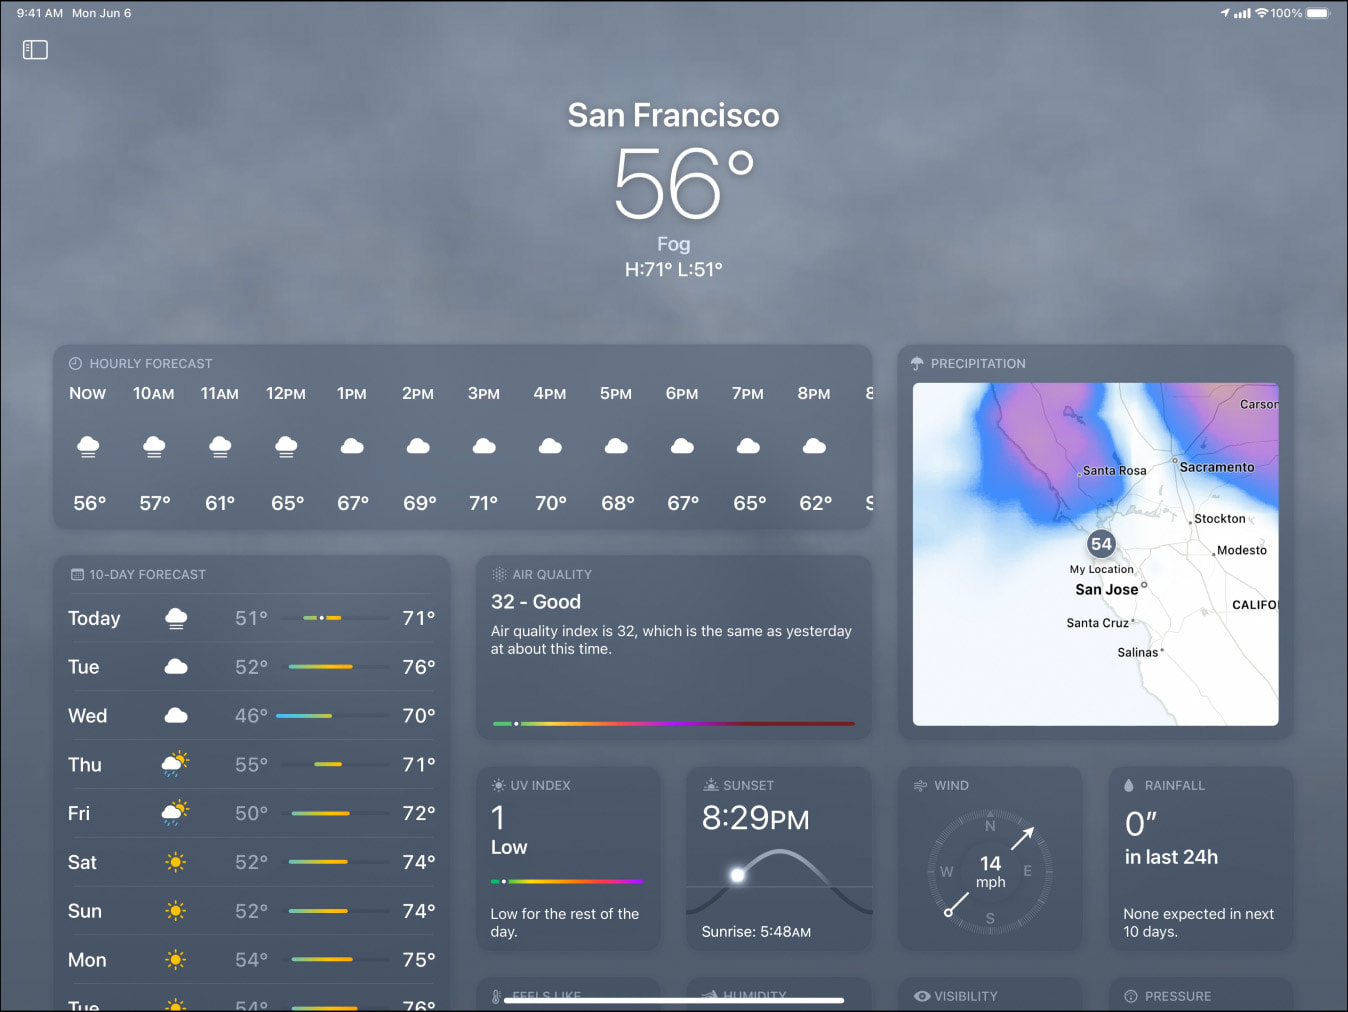 9:41 AM Mon Jun 6
100%
San Francisco
56°
Fog
H:71° L:51°
HOURLY FORECAST
Now 10AM 11AM 12PM 1PM 2PM 3PM 4PM 5PM 6PM 7PM 8PM
56° 57° 61° 65° 67° 69° 71° 70° 68° 67° 65° 62°
PRECIPITATION
Carson
Santa Rosa
Sacramento
Stockton
54
Modesto
My Location
San Jose
CALIFO
Santa Cruz
Salinas
10-DAY FORECAST
Today 51° 71°
Tue 52° 76°
Wed 46° 70°
Thu 55° 71°
Fri 50° 72°
Sat 52° 74°
Sun 52° 74°
Mon 54° 75°
Tue 54° 76°
AIR QUALITY
32 - Good
Air quality index is 32, which is the same as yesterday
at about this time.
UV INDEX
1
Low
Low for the rest of the
day.
SUNSET
8:29PM
Sunrise: 5:48AM
WIND
N
W 14 E
mph
S
RAINFALL
0”
in last 24h
None expected in next
10 days.
FEELS LIKE
HUMIDITY
VISIBILITY
PRESSURE